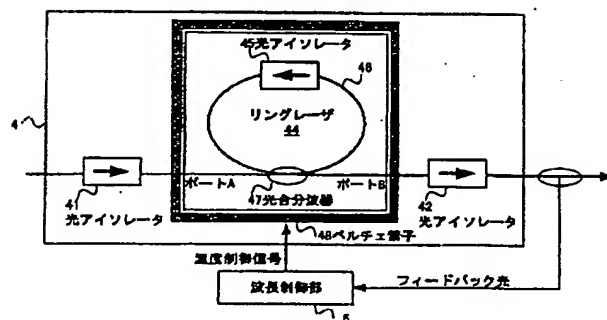 45光アイソレータ
46
リングレーザ
44
4
ポートA
ポートB
41
光アイソレータ
47光合分波器
42
光アイソレータ
48ペルチェ素子
温度制御信号
フィードバック光
波長制御部
5